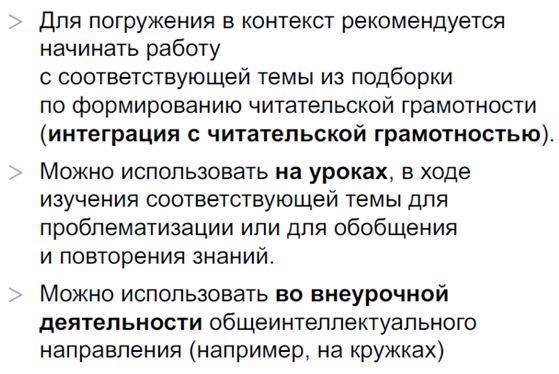 > Для погружения в контекст рекомендуется
начинать работу
с соответствующей темы из подборки
по формированию читательской грамотности
(интеграция с читательской грамотностью).
> Можно использовать на уроках, в ходе
изучения соответствующей темы для
проблематизации или для обобщения
и повторения знаний.
> Можно использовать во внеурочной
деятельности общеинтеллектуального
направления (например, на кружках)